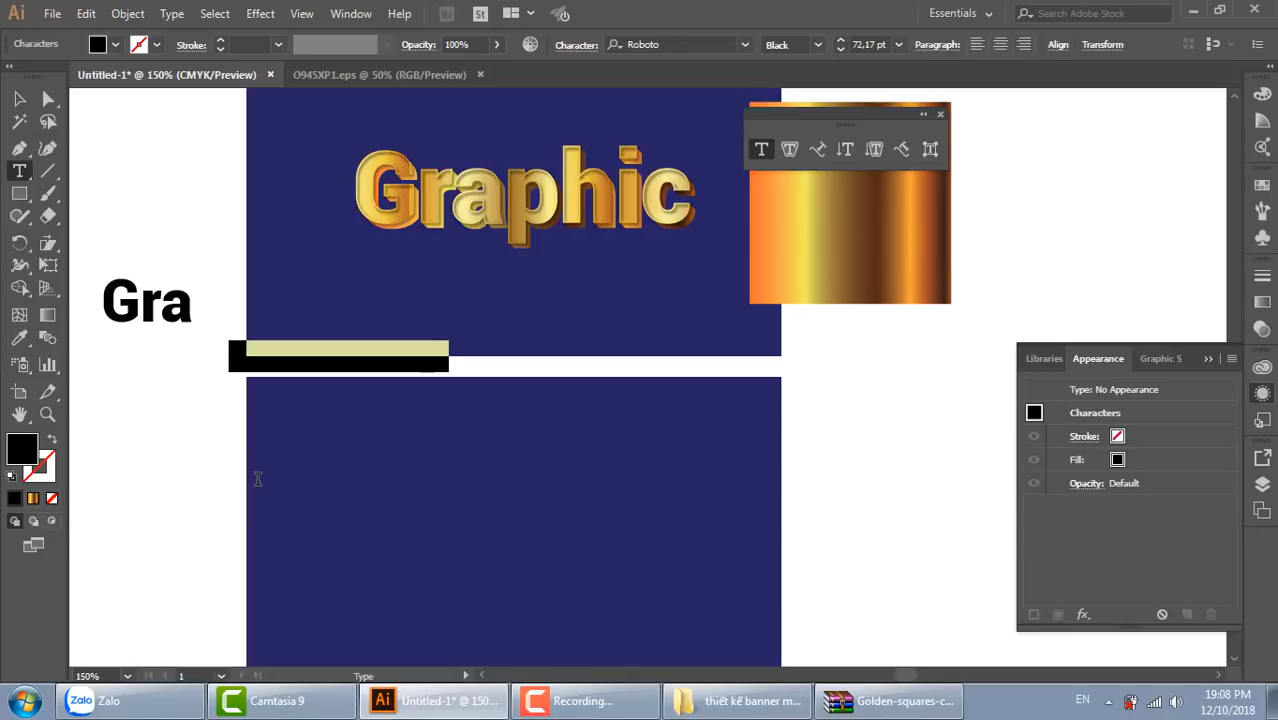 File Edit Object Type Select Effect View Window Help Br St Essentials Search Adobe Stock
Characters Stroke: Opacity: 100% Character: Roboto Black 72,17 pt Paragraph: Align Transform
Untitled-1* @ 150% (CMYK/Preview) O945XP1.eps @ 50% (RGB/Preview)
Graphic
Gra
Libraries Appearance Graphic S
Type: No Appearance
Characters
Stroke:
Fill:
Opacity: Default
fx.
150% 1 Type
Zalo Camtasia 9 Untitled-1* @ 150... Recording... thiết kế banner m... Golden-squares-c... EN 19:08 PM
12/10/2018